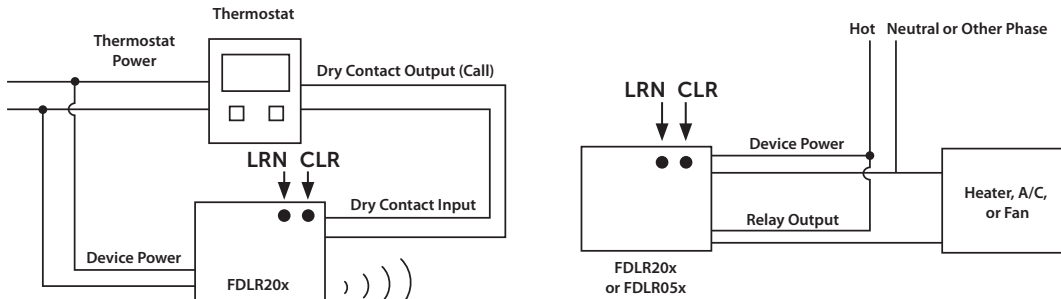 Thermostat
Thermostat
Power
Dry Contact Output (Call)
LRN CLR
Dry Contact Input
Device Power
FDLR20x
Hot Neutral or Other Phase
LRN CLR
Device Power
Heater, A/C,
or Fan
Relay Output
FDLR20x
or FDLR05x